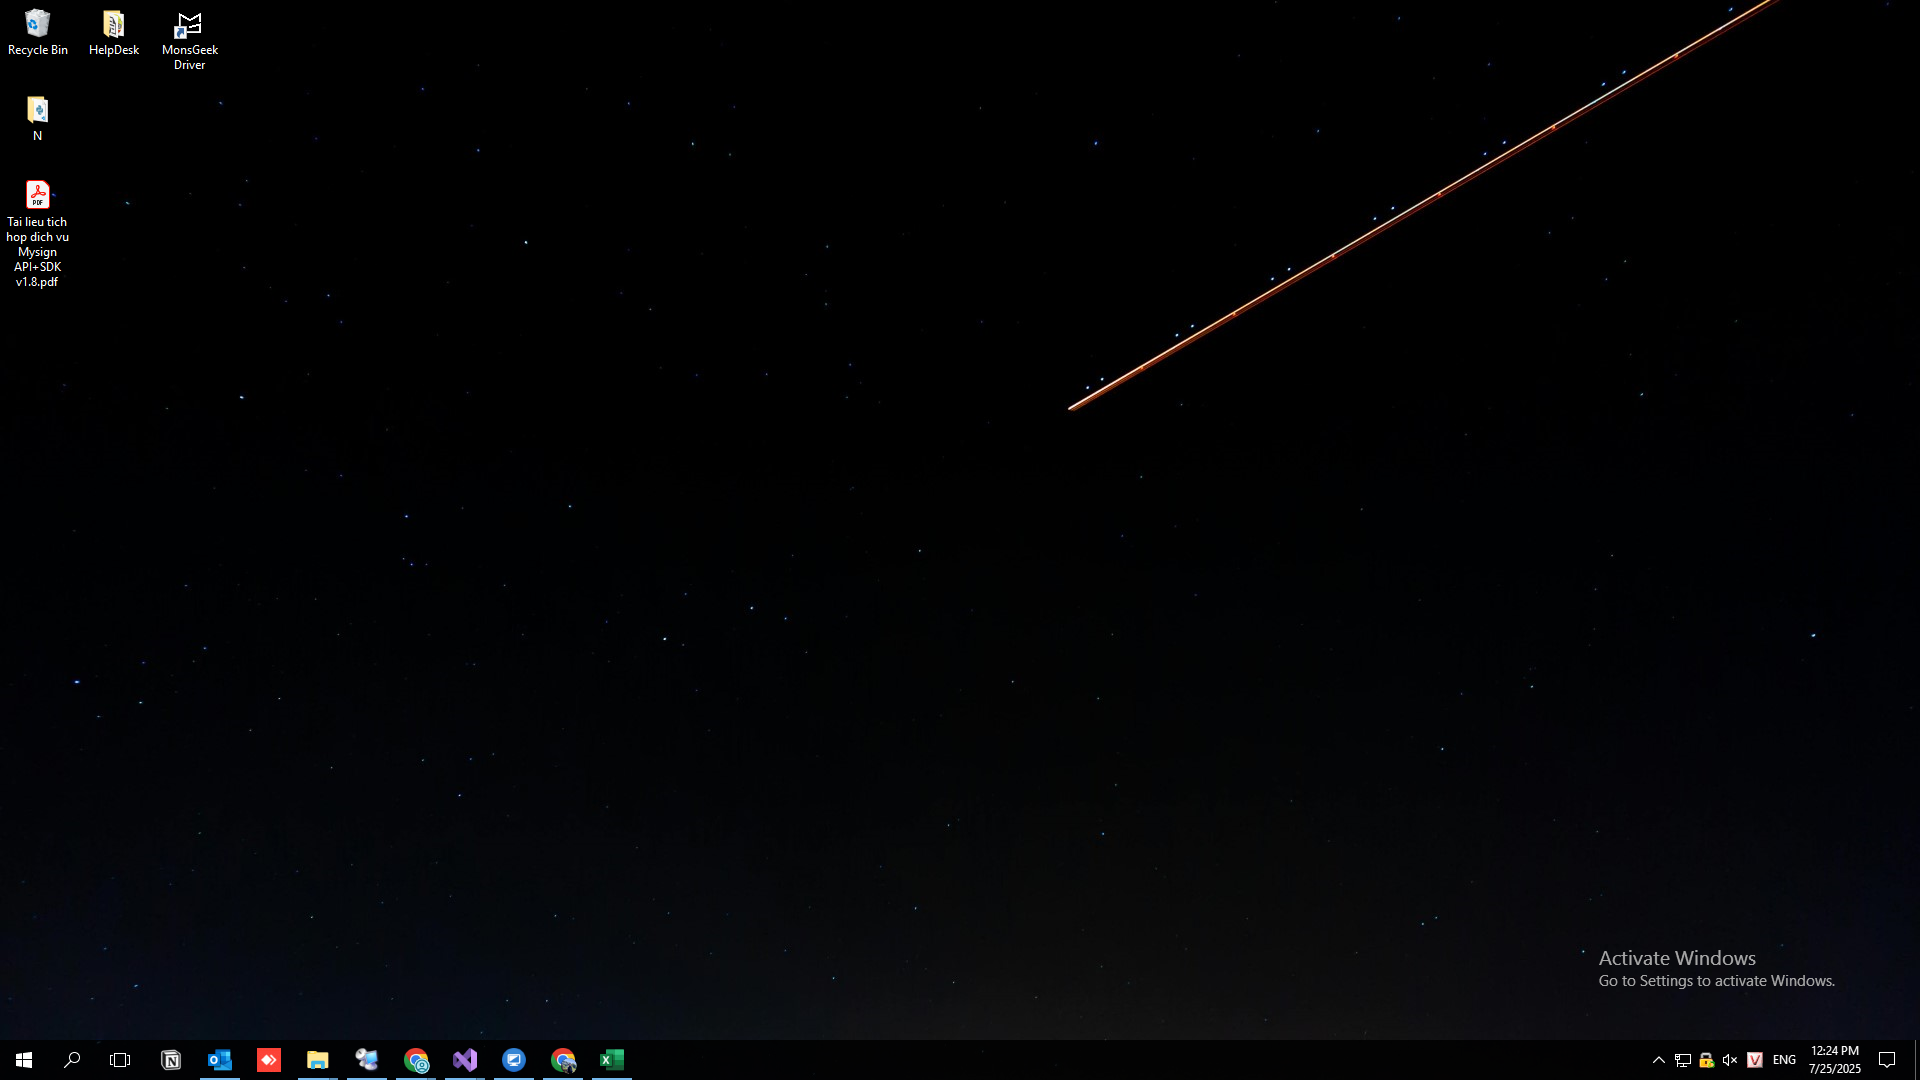 Recycle Bin
HelpDesk
MonsGeek
Driver
N
PDF
Tai lieu tich
hop dich vu
Mysign
API+SDK
v1.8.pdf
Activate Windows
Go to Settings to activate Windows.
ENG
12:24 PM
7/25/2025